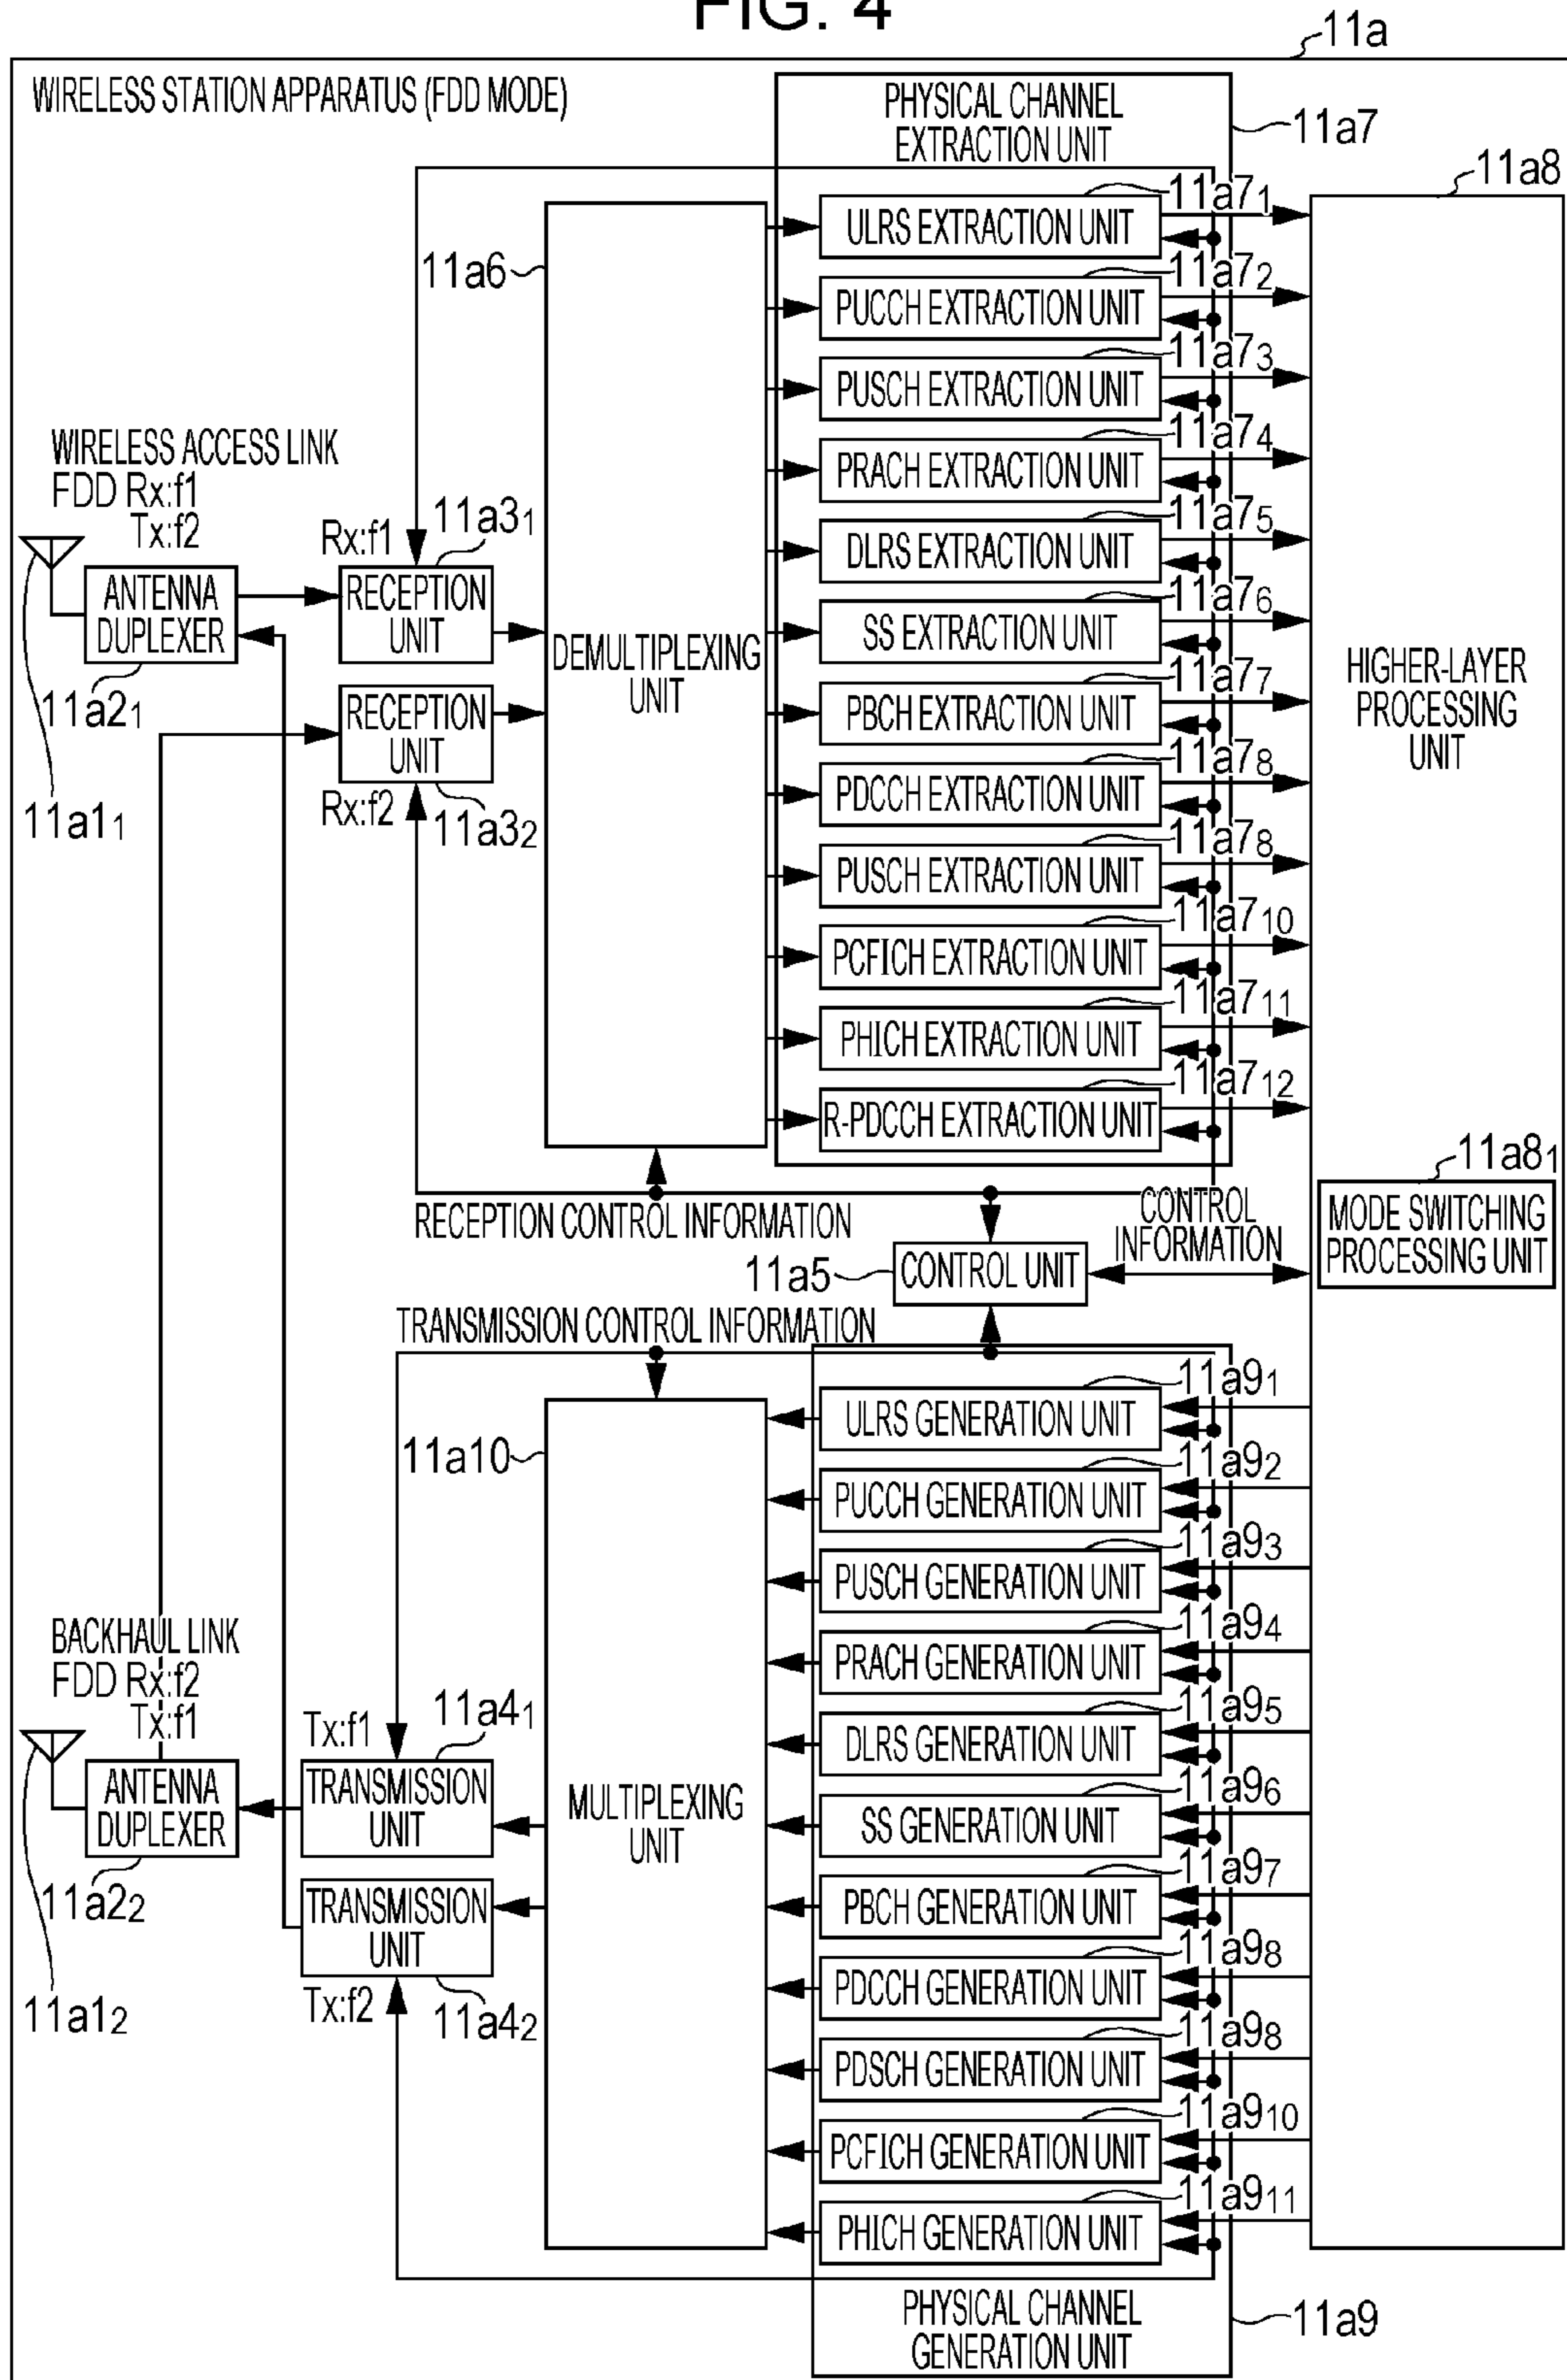 FIG. 4
11a
WIRELESS STATION APPARATUS (FDD MODE)
PHYSICAL CHANNEL
EXTRACTION UNIT
11a7
11a8
11a6
ULRS EXTRACTION UNIT
11a71
PUCCH EXTRACTION UNIT
11a72
PUSCH EXTRACTION UNIT
11a73
PRACH EXTRACTION UNIT
11a74
DLRS EXTRACTION UNIT
11a75
SS EXTRACTION UNIT
11a76
PBCH EXTRACTION UNIT
11a77
PDCCH EXTRACTION UNIT
11a78
PUSCH EXTRACTION UNIT
11a78
PCFICH EXTRACTION UNIT
11a710
PHICH EXTRACTION UNIT
11a711
R-PDCCH EXTRACTION UNIT
11a712
WIRELESS ACCESS LINK
FDD Rx:f1
Tx:f2
Rx:f1
11a31
ANTENNA
DUPLEXER
RECEPTION
UNIT
11a21
RECEPTION
UNIT
Rx:f2
11a32
11a11
DEMULTIPLEXING
UNIT
HIGHER-LAYER
PROCESSING
UNIT
11a81
MODE SWITCHING
PROCESSING UNIT
RECEPTION CONTROL INFORMATION
CONTROL
INFORMATION
11a5
CONTROL UNIT
TRANSMISSION CONTROL INFORMATION
11a10
ULRS GENERATION UNIT
11a91
PUCCH GENERATION UNIT
11a92
PUSCH GENERATION UNIT
11a93
PRACH GENERATION UNIT
11a94
DLRS GENERATION UNIT
11a95
SS GENERATION UNIT
11a96
PBCH GENERATION UNIT
11a97
PDCCH GENERATION UNIT
11a98
PDSCH GENERATION UNIT
11a98
PCFICH GENERATION UNIT
11a910
PHICH GENERATION UNIT
11a911
BACKHAUL LINK
FDD Rx:f2
Tx:f1
Tx:f1
11a41
ANTENNA
DUPLEXER
TRANSMISSION
UNIT
11a22
TRANSMISSION
UNIT
Tx:f2
11a42
11a12
MULTIPLEXING
UNIT
PHYSICAL CHANNEL
GENERATION UNIT
11a9